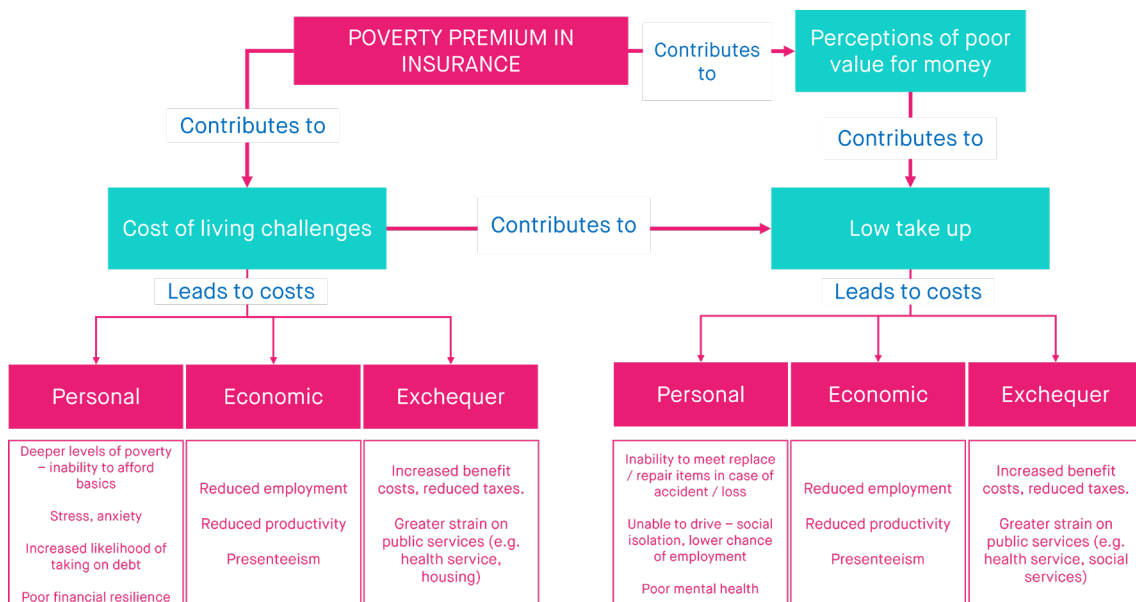 POVERTY PREMIUM IN
INSURANCE
Contributes
to
Perceptions of poor
value for money
Contributes to
Contributes to
Cost of living challenges
Contributes to
Low take up
Leads to costs
Leads to costs
Personal
Economic
Exchequer
Personal
Economic
Exchequer
Deeper levels of poverty
– inability to afford
basics
Stress, anxiety
Increased likelihood of
taking on debt
Poor financial resilience
Reduced employment
Reduced productivity
Presenteeism
Increased benefit
costs, reduced taxes.
Greater strain on
public services (e.g.
health service,
housing)
Inability to meet replace
/ repair items in case of
accident / loss
Unable to drive – social
isolation, lower chance
of employment
Poor mental health
Reduced employment
Reduced productivity
Presenteeism
Increased benefit
costs, reduced taxes.
Greater strain on
public services (e.g.
health service, social
services)